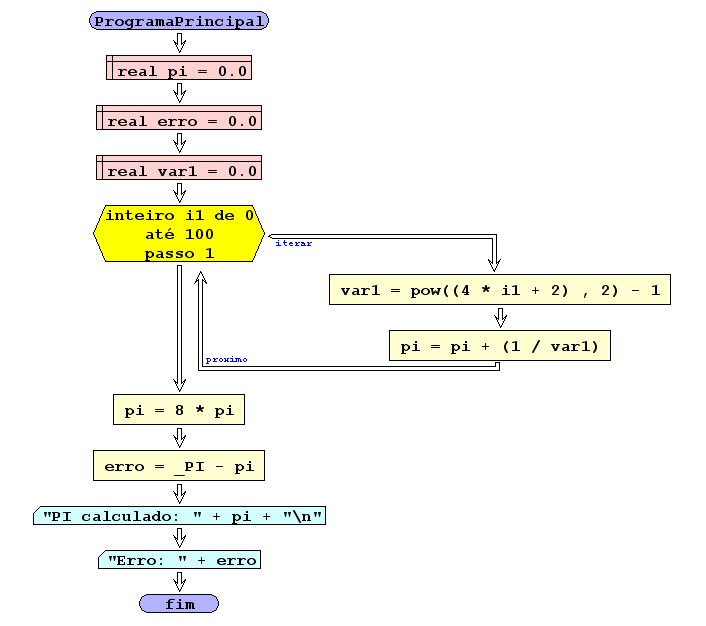 ProgramaPrincipal
real pi = 0.0
real erro = 0.0
real var1 = 0.0
inteiro i1 de 0
até 100
passo 1
iterar
var1 = pow((4 * i1 + 2) , 2) - 1
pi = pi + (1 / var1)
proximo
pi = 8 * pi
erro = _PI - pi
"PI calculado: " + pi + "\n"
"Erro: " + erro
fim